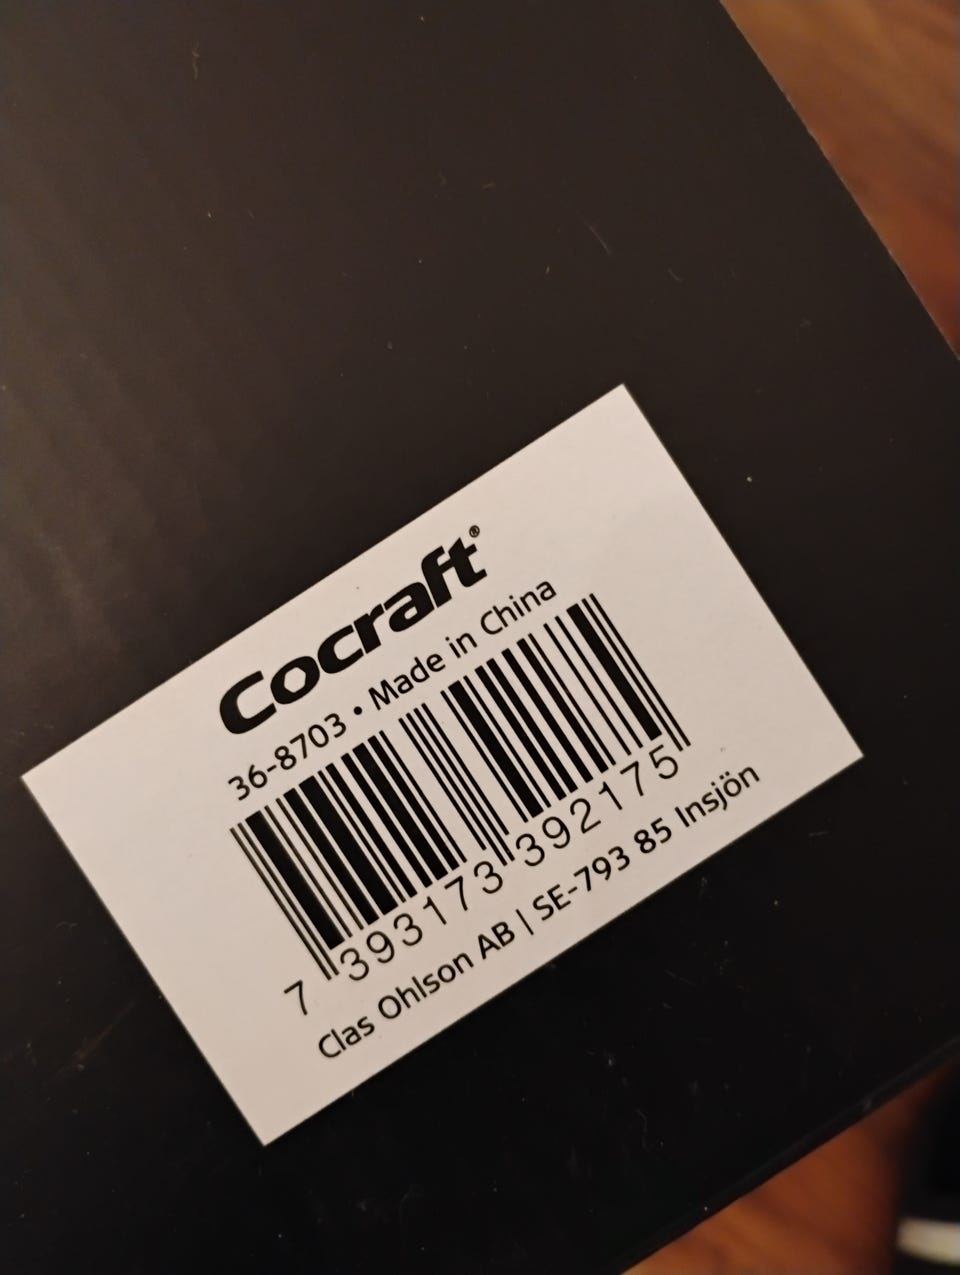 Cocraft®
36-8703 • Made in China
7 393173 392175
Clas Ohlson AB | SE-793 85 Insjön